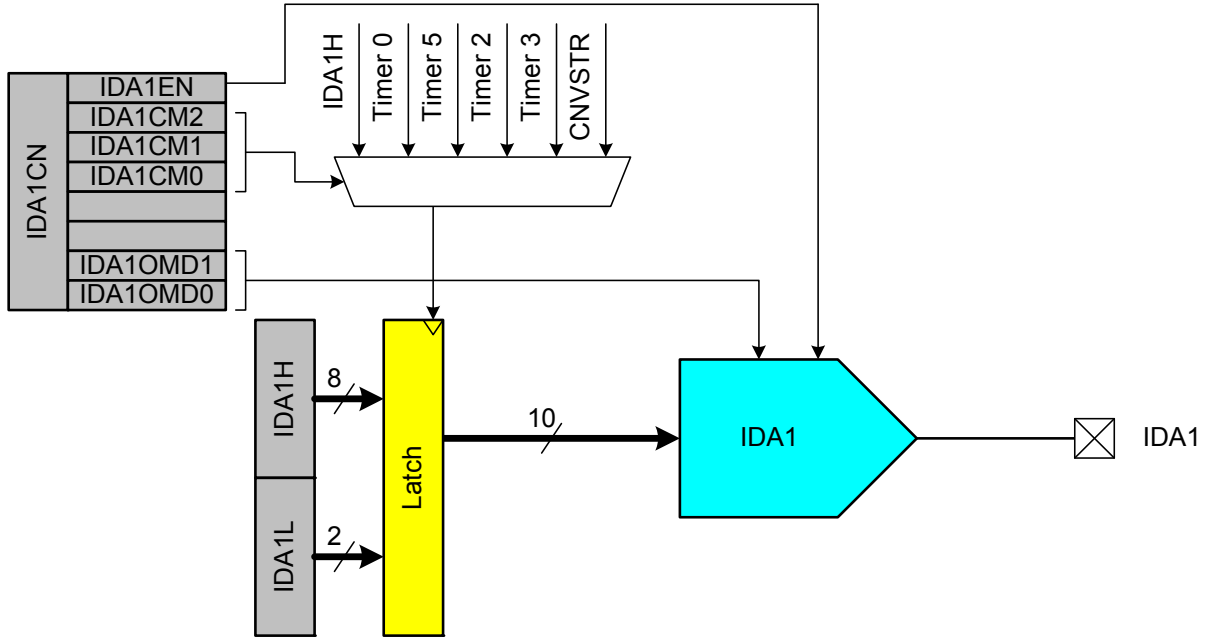 IDA1CN
IDA1EN
IDA1CM2
IDA1CM1
IDA1CM0
IDA1OMD1
IDA1OMD0
IDA1H
Timer 0
Timer 5
Timer 2
Timer 3
CNVSTR
IDA1H
IDA1L
8
2
Latch
10
IDA1
IDA1